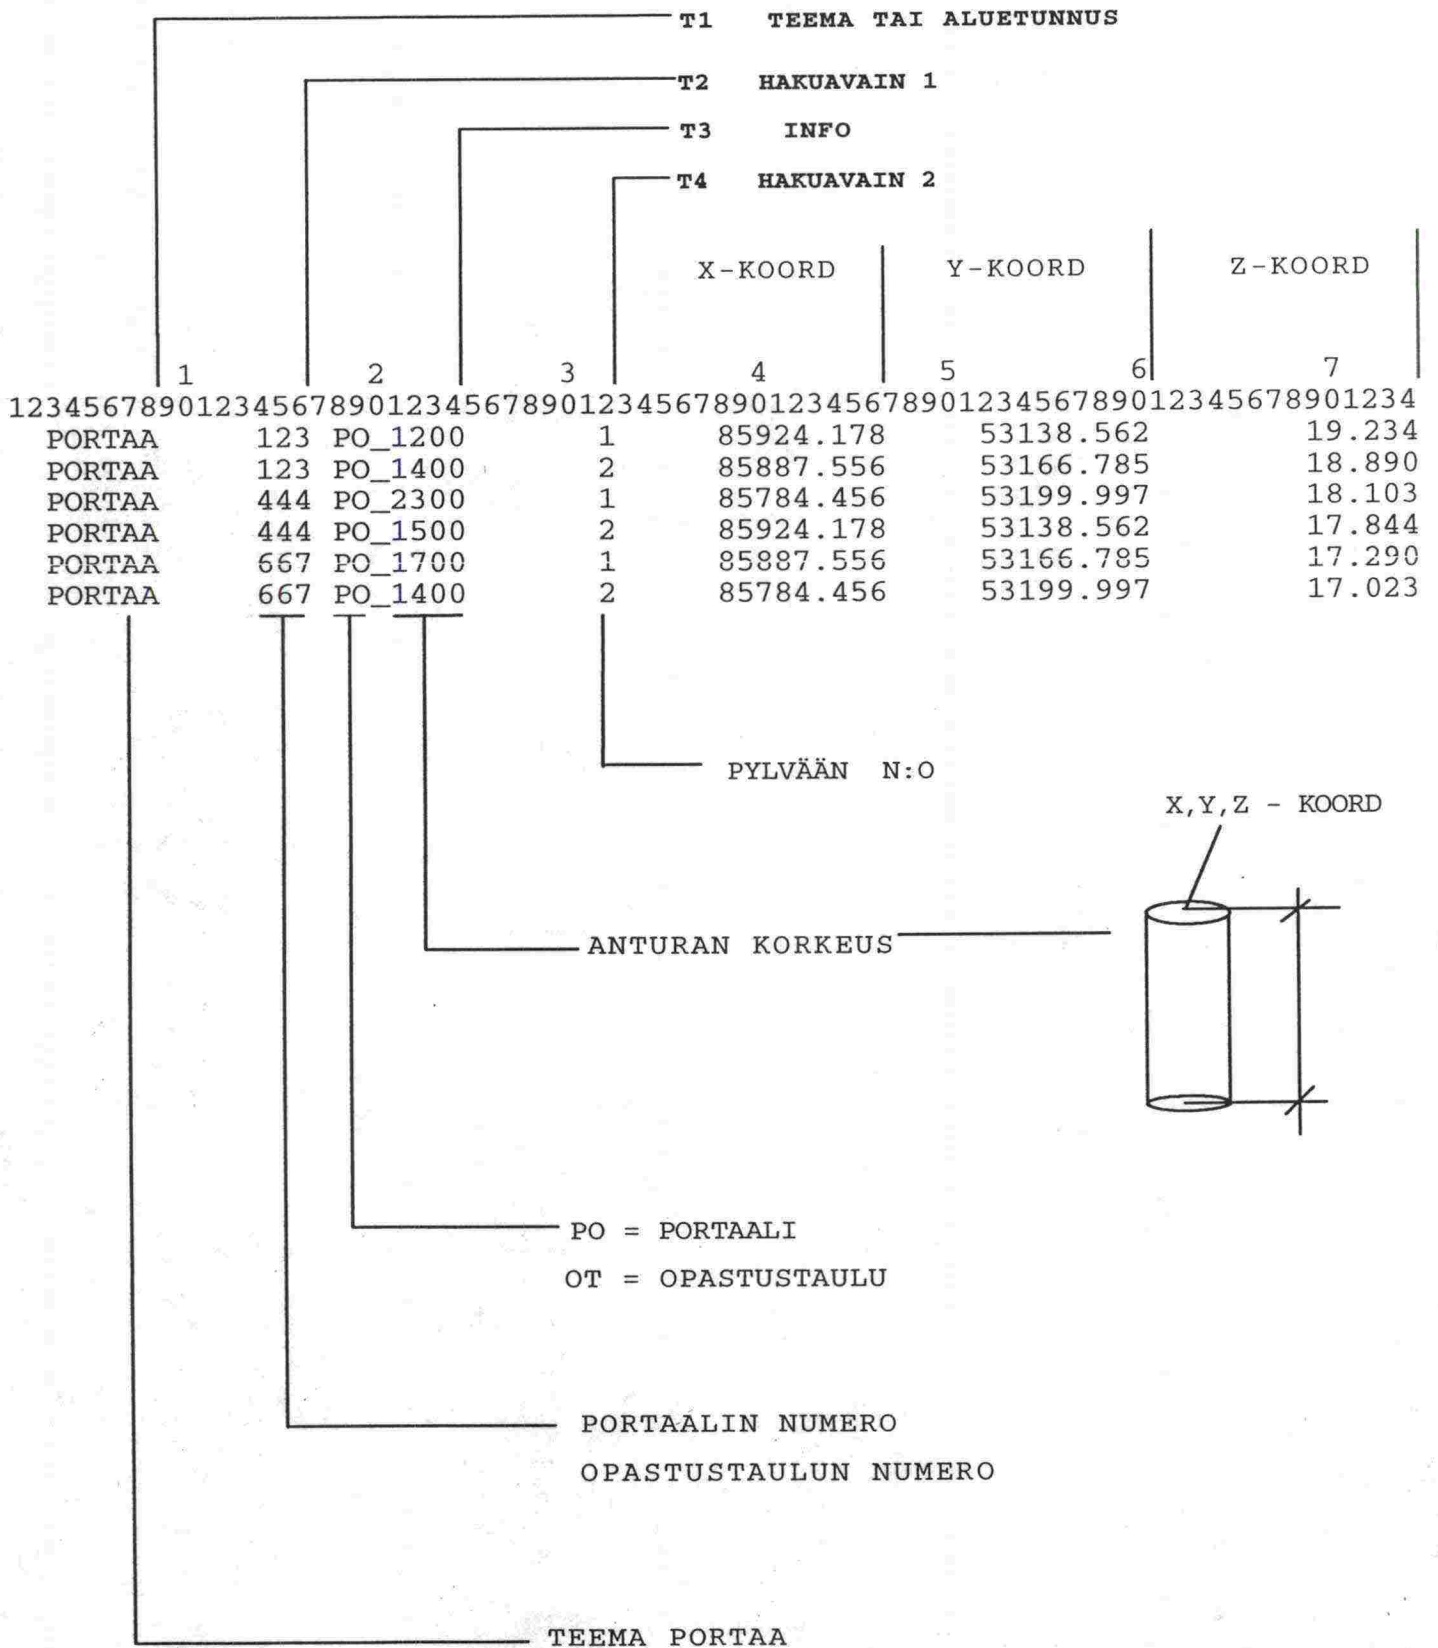 T1 TEEMA TAI ALUETUNNUS
T2 HAKUAVAIN 1
T3 INFO
T4 HAKUAVAIN 2
X-KOORD Y-KOORD Z-KOORD
1 2 3 4 5 6 7
12345678901234567890123456789012345678901234567890123456789012345678901234
PORTAA 123 PO_1200 1 85924.178 53138.562 19.234
PORTAA 123 PO_1400 2 85887.556 53166.785 18.890
PORTAA 444 PO_2300 1 85784.456 53199.997 18.103
PORTAA 444 PO_1500 2 85924.178 53138.562 17.844
PORTAA 667 PO_1700 1 85887.556 53166.785 17.290
PORTAA 667 PO_1400 2 85784.456 53199.997 17.023
PYLVÄÄN N:O
X,Y,Z - KOORD
ANTURAN KORKEUS
PO = PORTAALI
OT = OPASTUSTAULU
PORTAALIN NUMERO
OPASTUSTAULUN NUMERO
TEEMA PORTAA